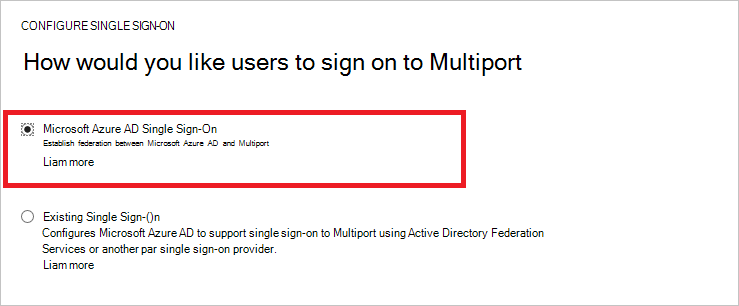 CONFIGURE SINGLE SIGN-ON
How would you like users to sign on to Multiport
Microsoft Azure AD Single Sign-On
Establish federation between Microsoft Azure AD and Multiport
Liam more
Existing Single Sign-()n
Configures Microsoft Azure AD to support single sign-on to Multiport using Active Directory Federation
Services or another par single sign-on provider.
Liam more